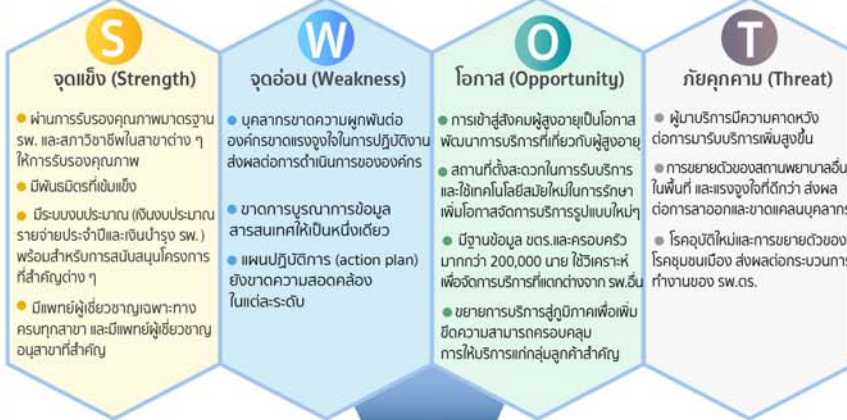 S
จุดแข็ง (Strength)
ผ่านการรับรองคุณภาพมาตรฐาน
รพ. และสภาวิชาชีพในสาขาต่าง ๆ
ให้การรับรองคุณภาพ
มีพันธมิตรที่เข้มแข็ง
มีระบบงบประมาณ (เงินงบประมาณ
รายจ่ายประจำปีและเงินบำรุง รพ.)
พร้อมสำหรับการสนับสนุนโครงการ
ที่สำคัญต่าง ๆ
มีแพทย์ผู้เชี่ยวชาญเฉพาะทาง
ครบทุกสาขา และมีแพทย์ผู้เชี่ยวชาญ
อนุสาขาที่สำคัญ
W
จุดอ่อน (Weakness)
บุคลากรขาดความผูกพันต่อ
องค์กรขาดแรงจูงใจในการปฏิบัติงาน
ส่งผลต่อการดำเนินการขององค์กร
ขาดการบูรณาการข้อมูล
สารสนเทศให้เป็นหนึ่งเดียว
แผนปฏิบัติการ (action plan)
ยังขาดความสอดคล้อง
ในแต่ละระดับ
O
โอกาส (Opportunity)
การเข้าสู่สังคมผู้สูงอายุเป็นโอกาส
พัฒนาการบริการที่เกี่ยวกับผู้สูงอายุ
สถานที่ตั้งสะดวกในการรับบริการ
และใช้เทคโนโลยีสมัยใหม่ในการรักษา
เพิ่มโอกาสจัดการบริการรูปแบบใหม่ๆ
มีฐานข้อมูล ขตร.และครอบครัว
มากกว่า 200,000 นาย ใช้วิเคราะห์
เพื่อจัดการบริการที่แตกต่างจาก รพ.อื่น
ขยายการบริการสู่ภูมิภาคเพื่อเพิ่ม
ขีดความสามารถครอบคลุม
การให้บริการแก่กลุ่มลูกค้าสำคัญ
T
ภัยคุกคาม (Threat)
ผู้มาบริการมีความคาดหวัง
ต่อการมารับบริการเพิ่มสูงขึ้น
การขยายตัวของสถานพยาบาลอื่น
ในพื้นที่ และแรงจูงใจที่ดีกว่า ส่งผล
ต่อการลาออกและขาดแคลนบุคลากร
โรคอุบัติใหม่และการขยายตัวของ
โรคชุมชนเมือง ส่งผลต่อกระบวนการ
ทำงานของ รพ.ตร.